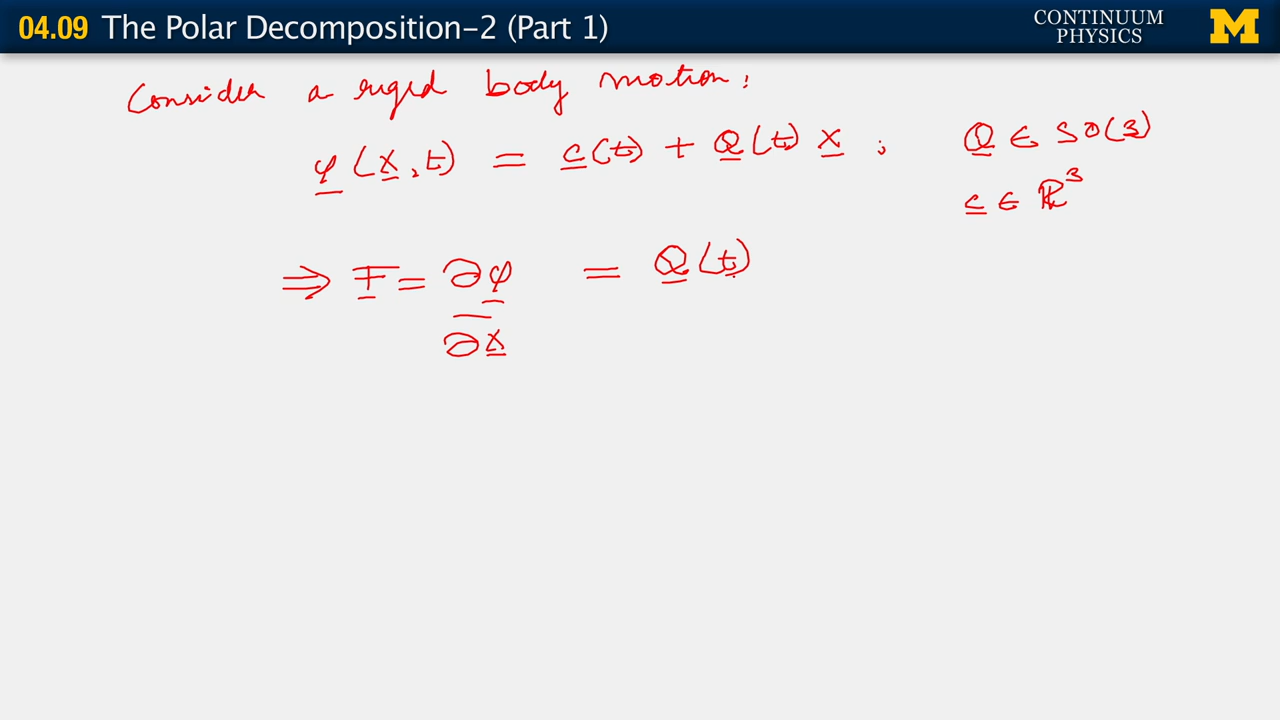 04.09 The Polar Decomposition-2 (Part 1)
CONTINUUM
PHYSICS
M
Consider a rigid body motion:
φ(X,t) = c(t) + Q(t) X ; Q ∈ SO(3)
c ∈ ℝ³
⇒ F = ∂φ/∂X = Q(t)